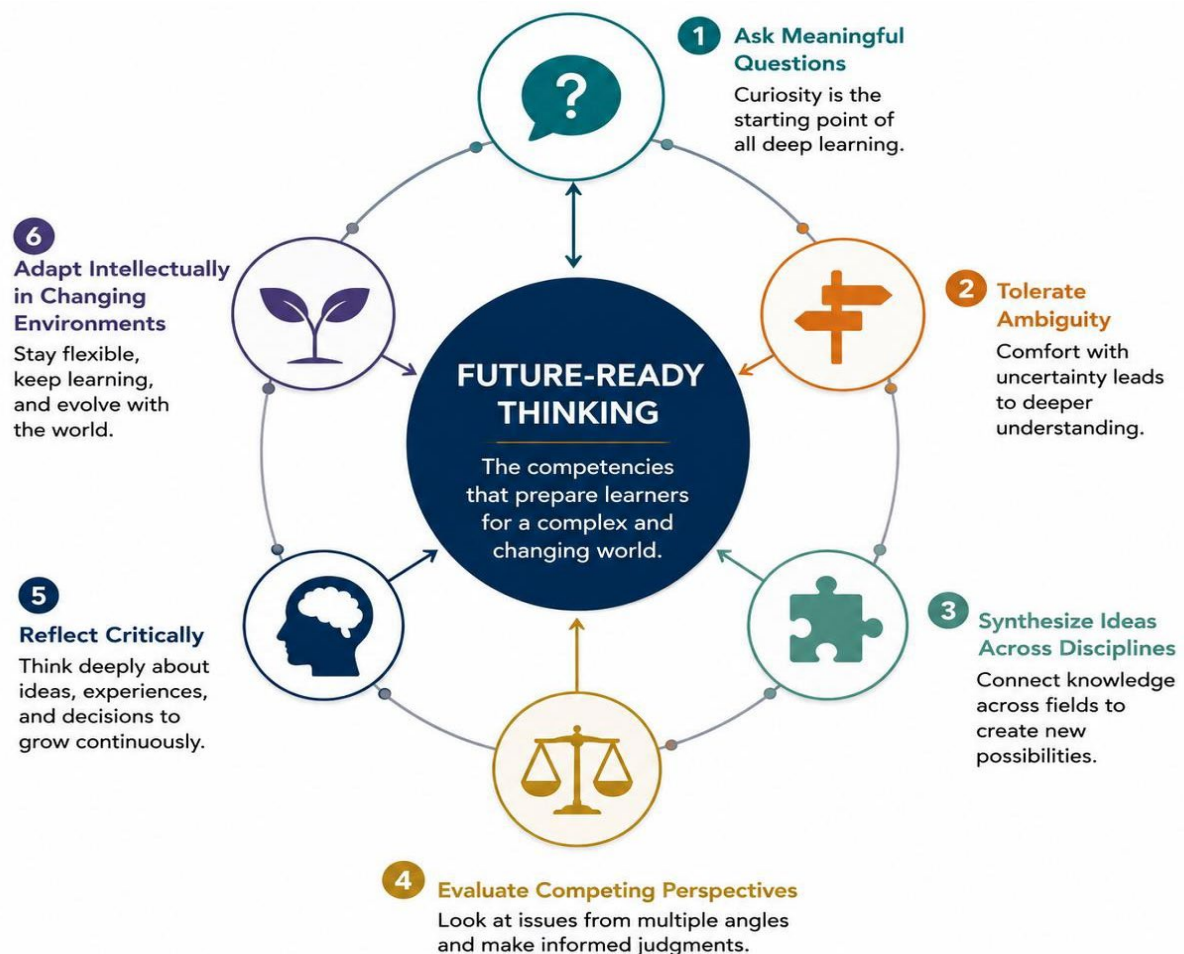 1
Ask Meaningful
Questions
Curiosity is the
starting point of
all deep learning.
?
2
Tolerate
Ambiguity
Comfort with
uncertainty leads
to deeper
understanding.
3
Synthesize Ideas
Across Disciplines
Connect knowledge
across fields to
create new
possibilities.
4
Evaluate Competing Perspectives
Look at issues from multiple angles
and make informed judgments.
5
Reflect Critically
Think deeply about
ideas, experiences,
and decisions to
grow continuously.
6
Adapt Intellectually
in Changing
Environments
Stay flexible,
keep learning,
and evolve with
the world.
FUTURE-READY
THINKING
The competencies
that prepare learners
for a complex and
changing world.